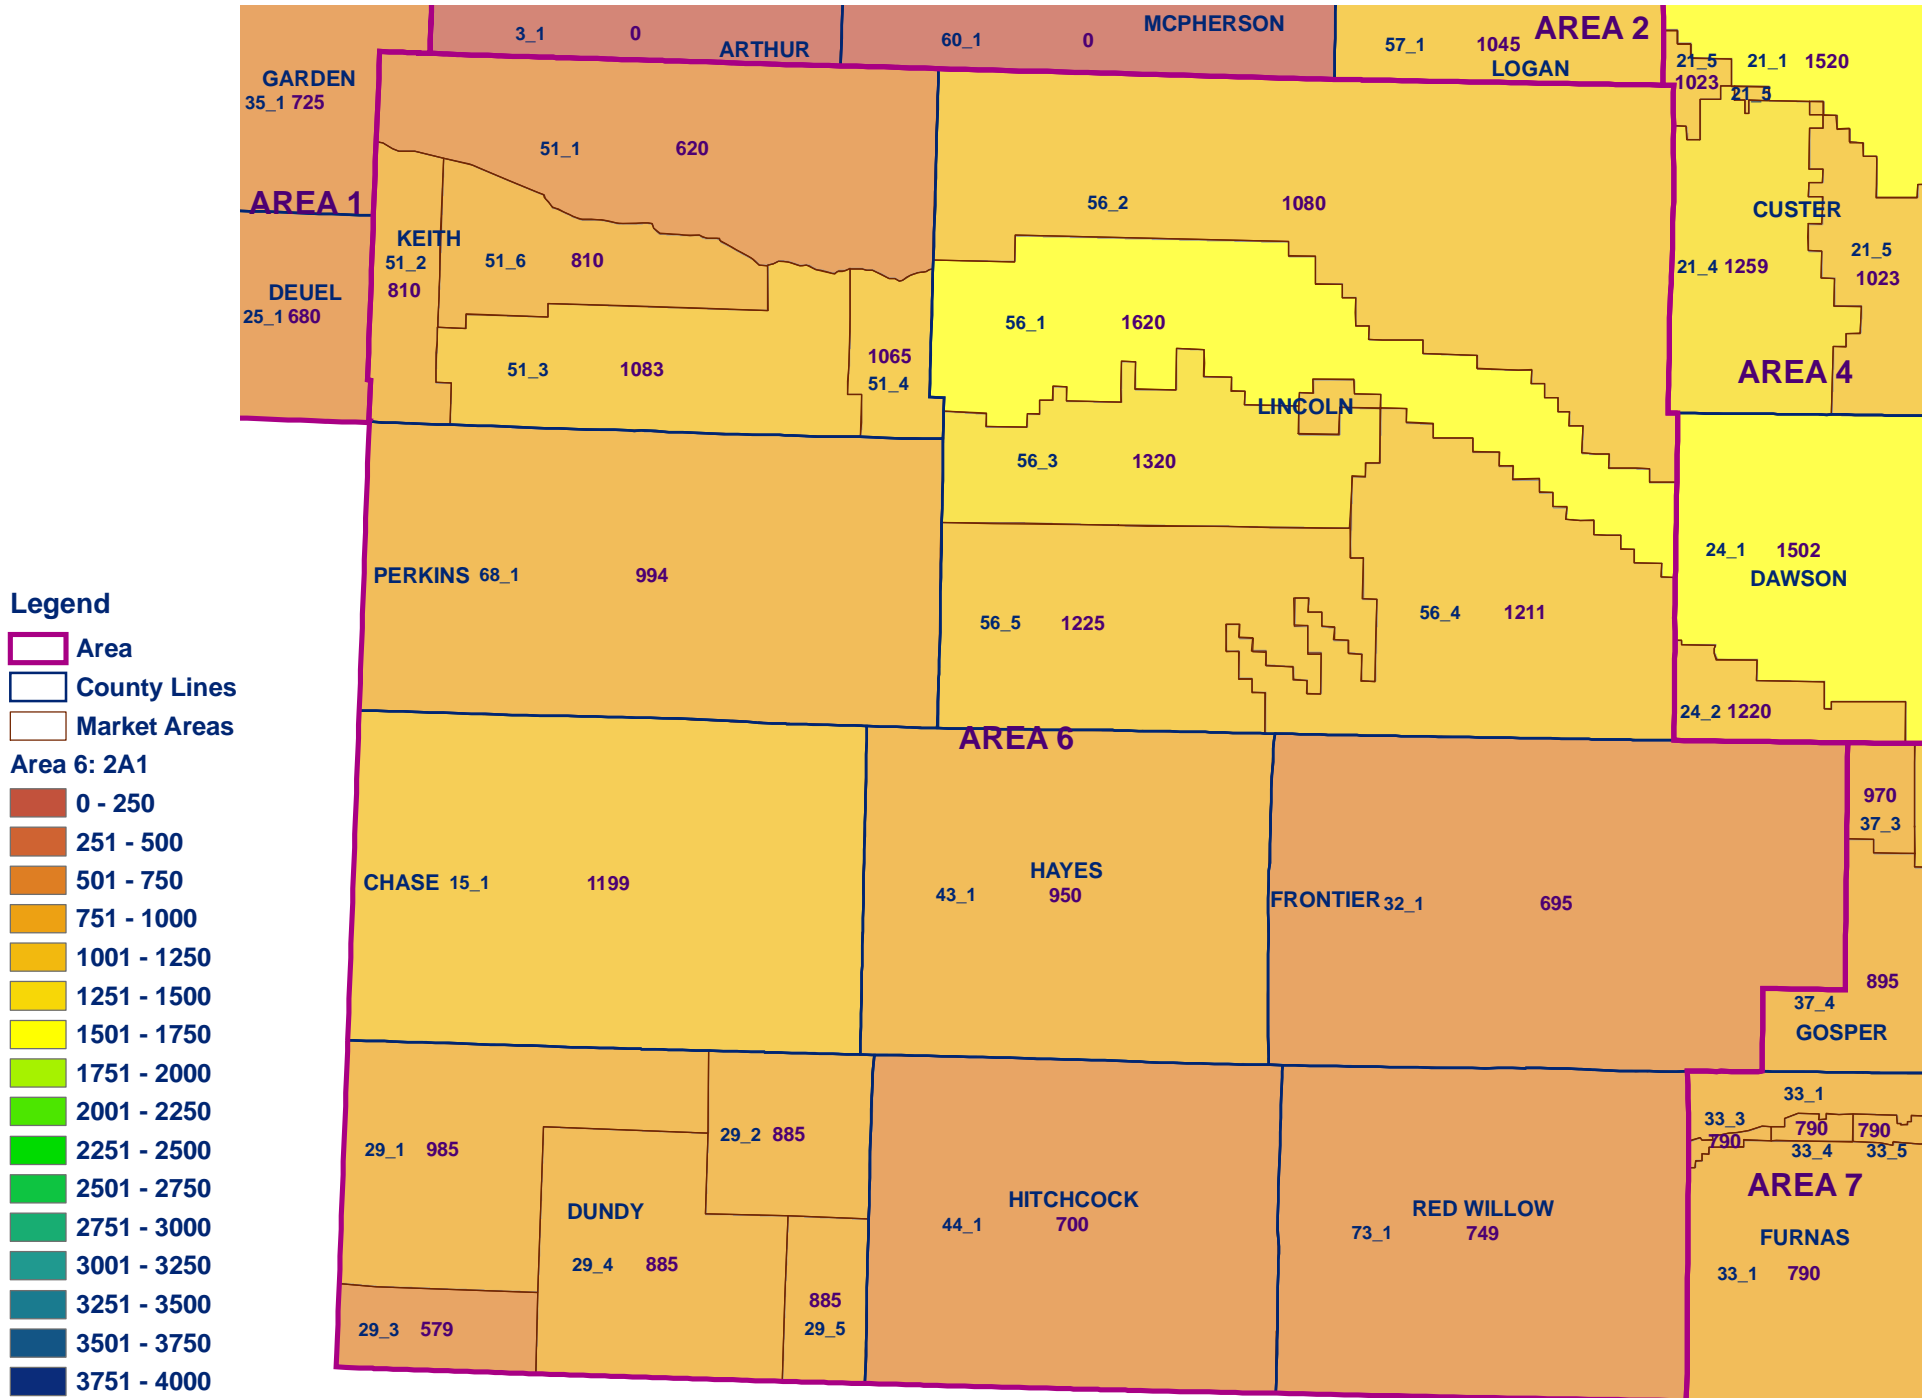 3_1 0 ARTHUR
60_1 0 MCPHERSON
57_1 1045 AREA 2
LOGAN
21_5 21_1 1520
1023
21_5
GARDEN
35_1 725
51_1 620
AREA 1
56_2 1080
CUSTER
KEITH
51_2
810
51_6 810
21_4 1259
21_5
1023
DEUEL
25_1 680
56_1 1620
51_3 1083
1065
51_4
AREA 4
LINCOLN
56_3 1320
24_1 1502
DAWSON
PERKINS 68_1 994
56_5 1225
56_4 1211
24_2 1220
AREA 6
970
37_3
CHASE 15_1 1199
HAYES
43_1 950
FRONTIER 32_1 695
895
37_4
GOSPER
33_1
33_3
790 790 790
33_4 33_5
29_1 985
29_2 885
AREA 7
DUNDY
HITCHCOCK
44_1 700
RED WILLOW
73_1 749
FURNAS
33_1 790
29_4 885
885
29_5
29_3 579
Legend
Area
County Lines
Market Areas
Area 6: 2A1
0 - 250
251 - 500
501 - 750
751 - 1000
1001 - 1250
1251 - 1500
1501 - 1750
1751 - 2000
2001 - 2250
2251 - 2500
2501 - 2750
2751 - 3000
3001 - 3250
3251 - 3500
3501 - 3750
3751 - 4000